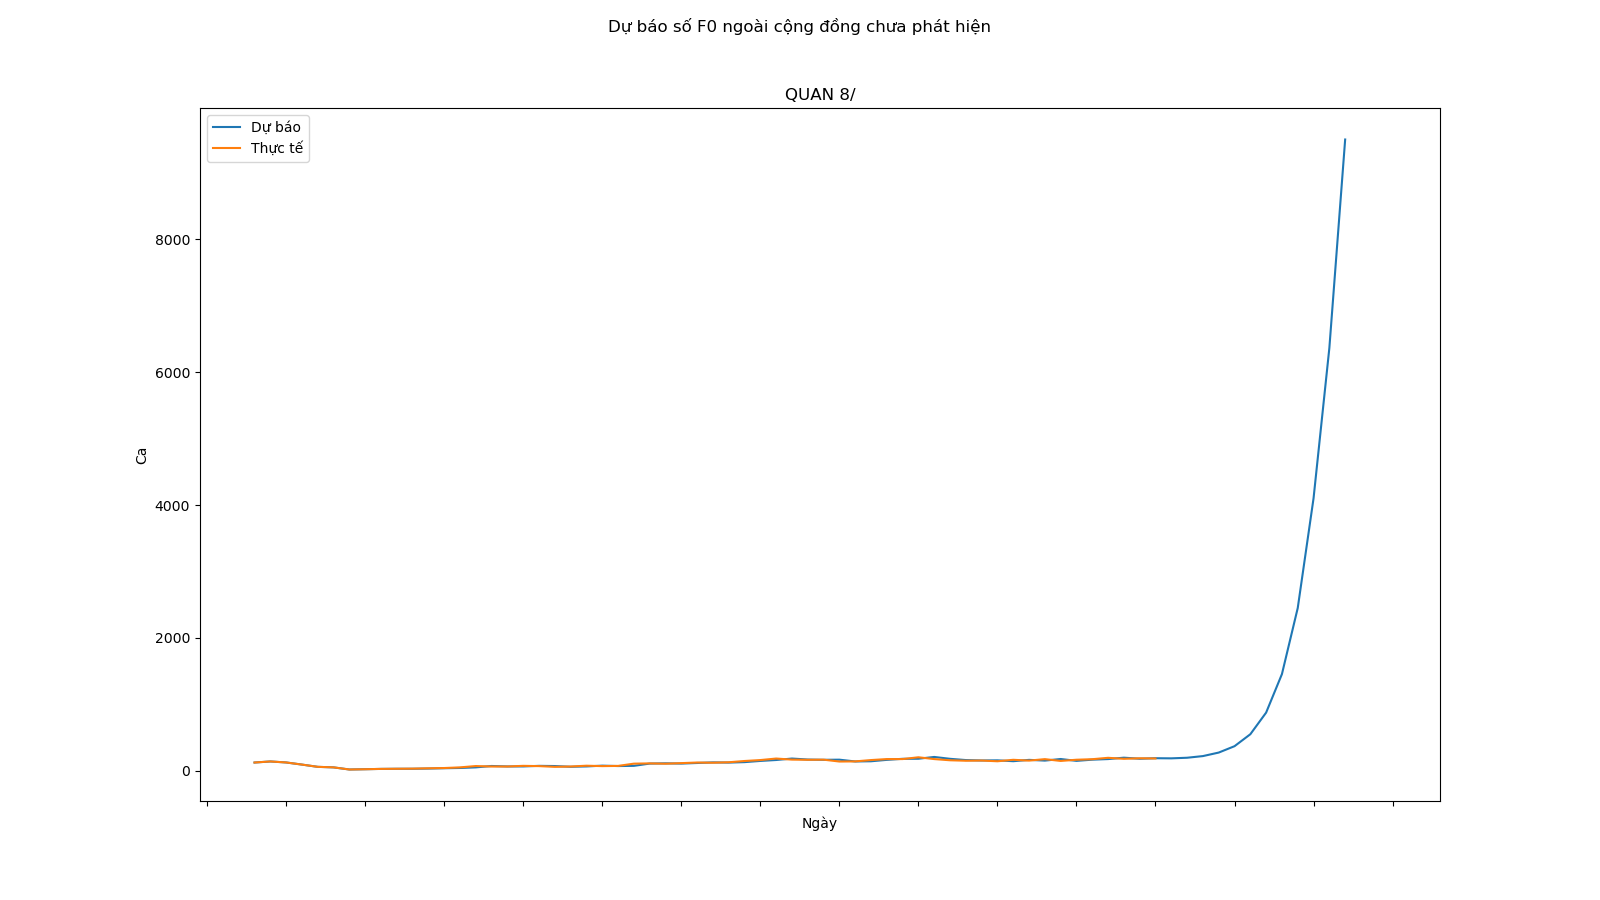 Dự báo số F0 ngoài cộng đồng chưa phát hiện
QUAN 8/
Dự báo
Thực tế
8000
6000
4000
2000
0
Ca
Ngày